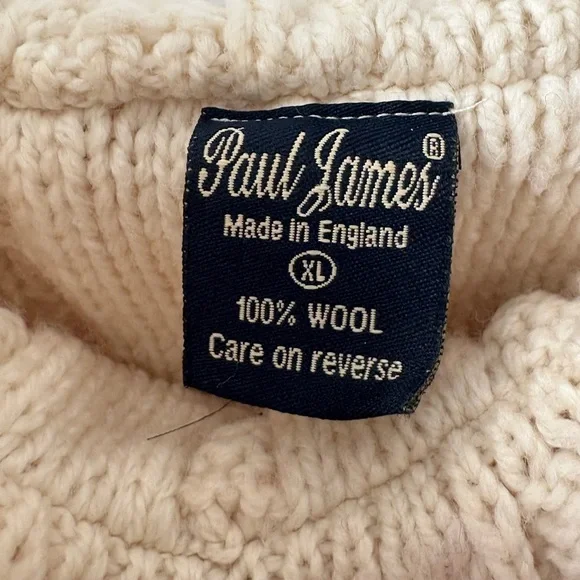 Paul James®
Made in England
XL
100% WOOL
Care on reverse